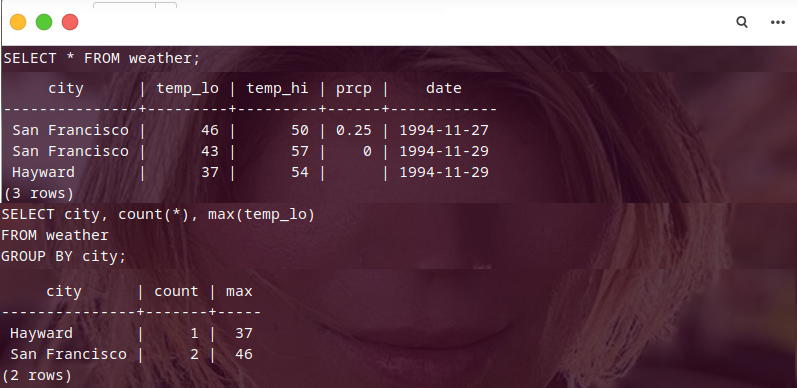 SELECT * FROM weather;
     city      | temp_lo | temp_hi | prcp |    date
---------------+---------+---------+------+------------
 San Francisco |      46 |      50 | 0.25 | 1994-11-27
 San Francisco |      43 |      57 |    0 | 1994-11-29
 Hayward       |      37 |      54 |      | 1994-11-29
(3 rows)
SELECT city, count(*), max(temp_lo)
FROM weather
GROUP BY city;
     city      | count | max
---------------+-------+-----
 Hayward       |     1 |  37
 San Francisco |     2 |  46
(2 rows)